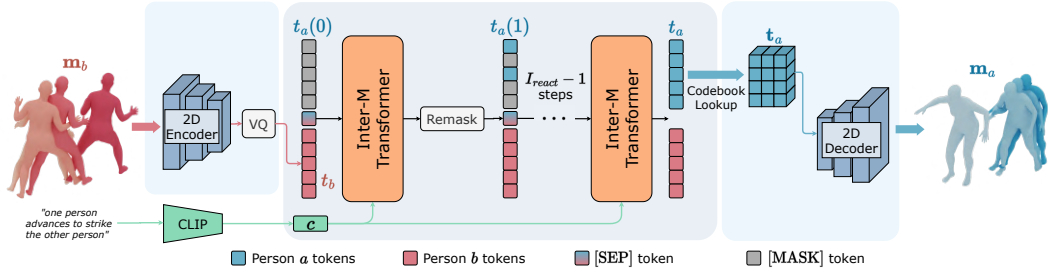 m_b
2D
Encoder
VQ
t_a(0)
t_b
Inter-M
Transformer
Remask
t_a(1)
I_react − 1
steps
. . .
Inter-M
Transformer
t_a
Codebook
Lookup
t_a
2D
Decoder
m_a
"one person
advances to strike
the other person"
CLIP
c
Person a tokens
Person b tokens
[SEP] token
[MASK] token